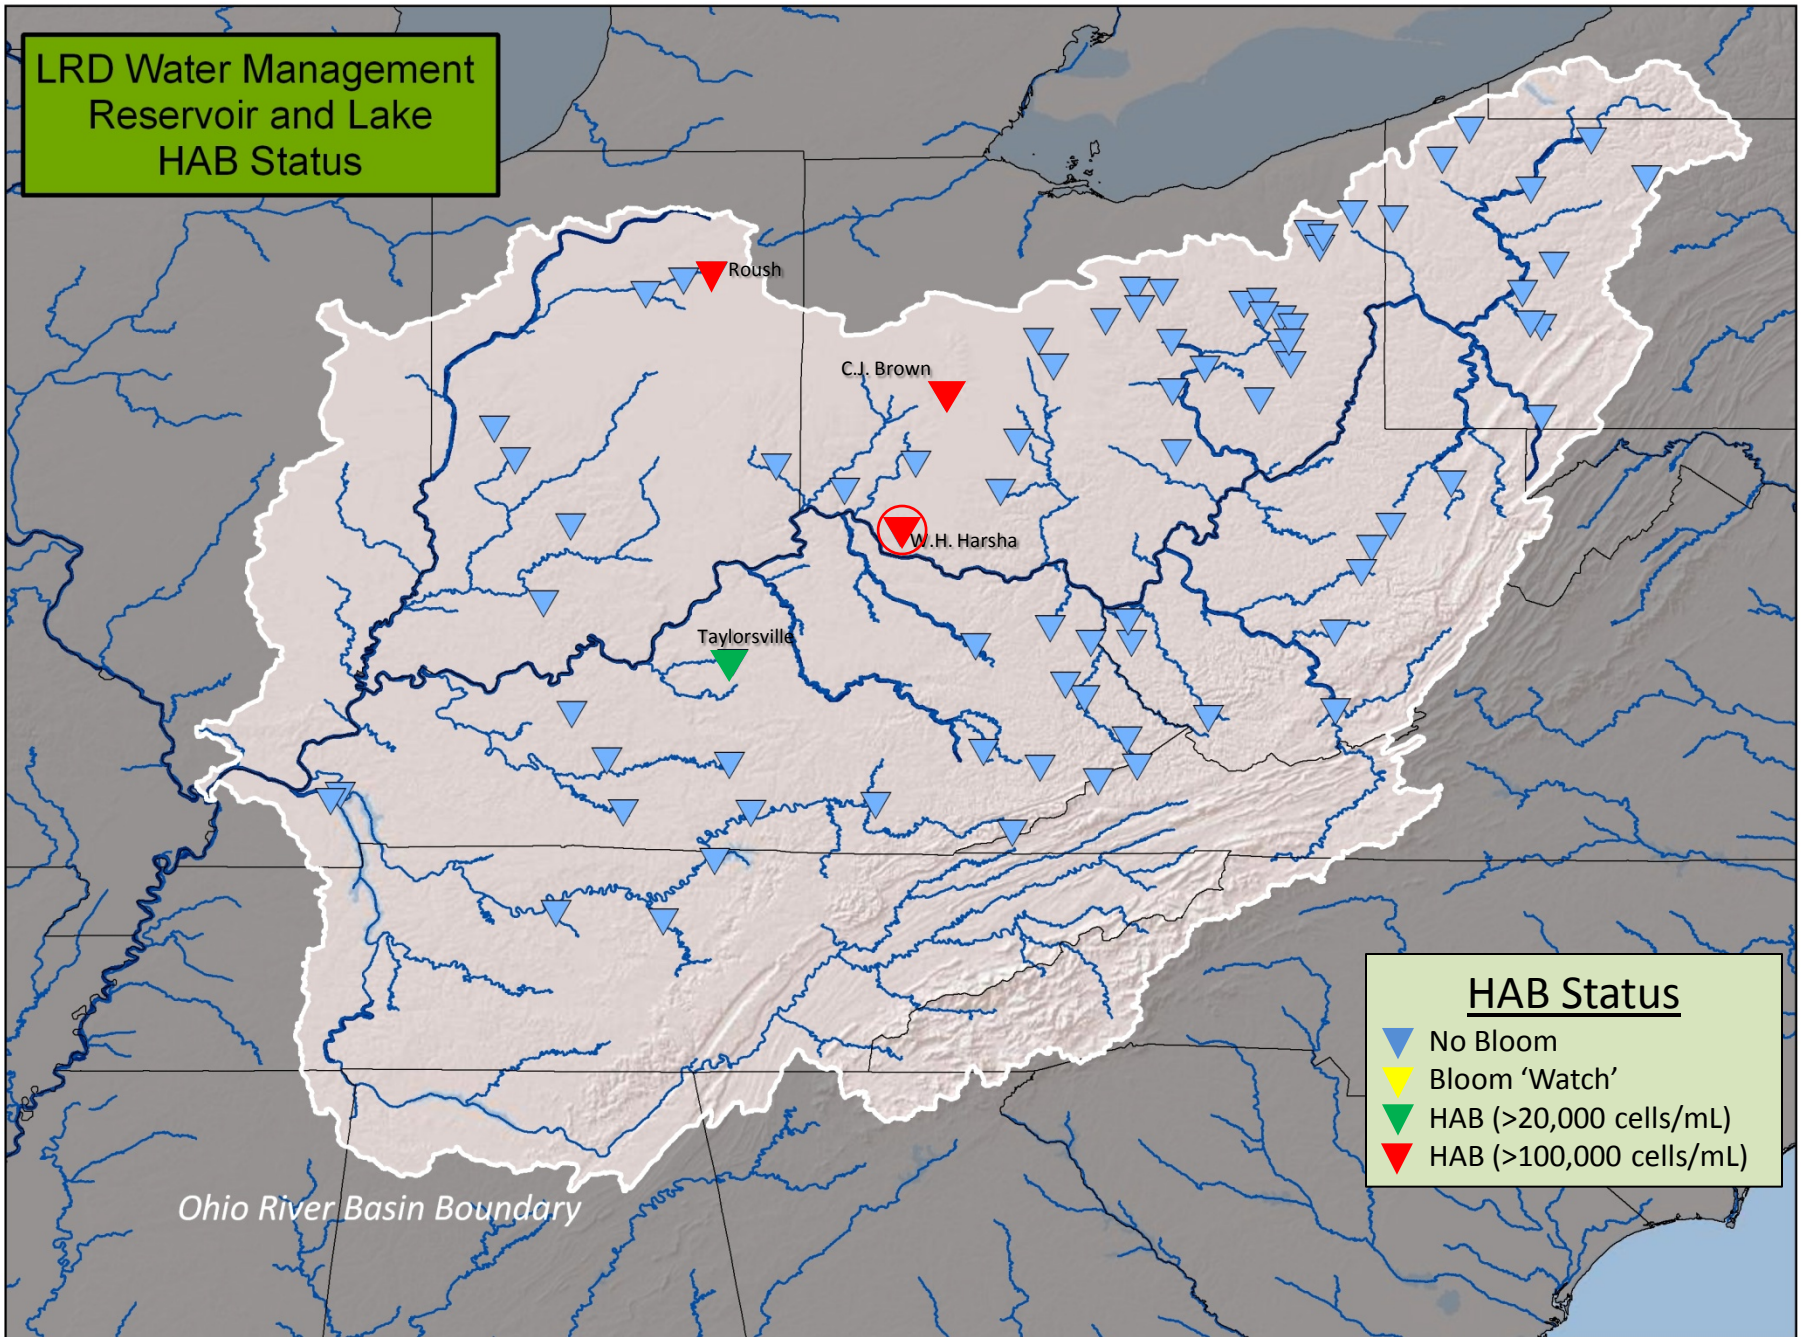 LRD Water Management
Reservoir and Lake
HAB Status
Roush
C.J. Brown
W.H. Harsha
Taylorsville
HAB Status
No Bloom
Bloom ‘Watch’
HAB (>20,000 cells/mL)
HAB (>100,000 cells/mL)
Ohio River Basin Boundary